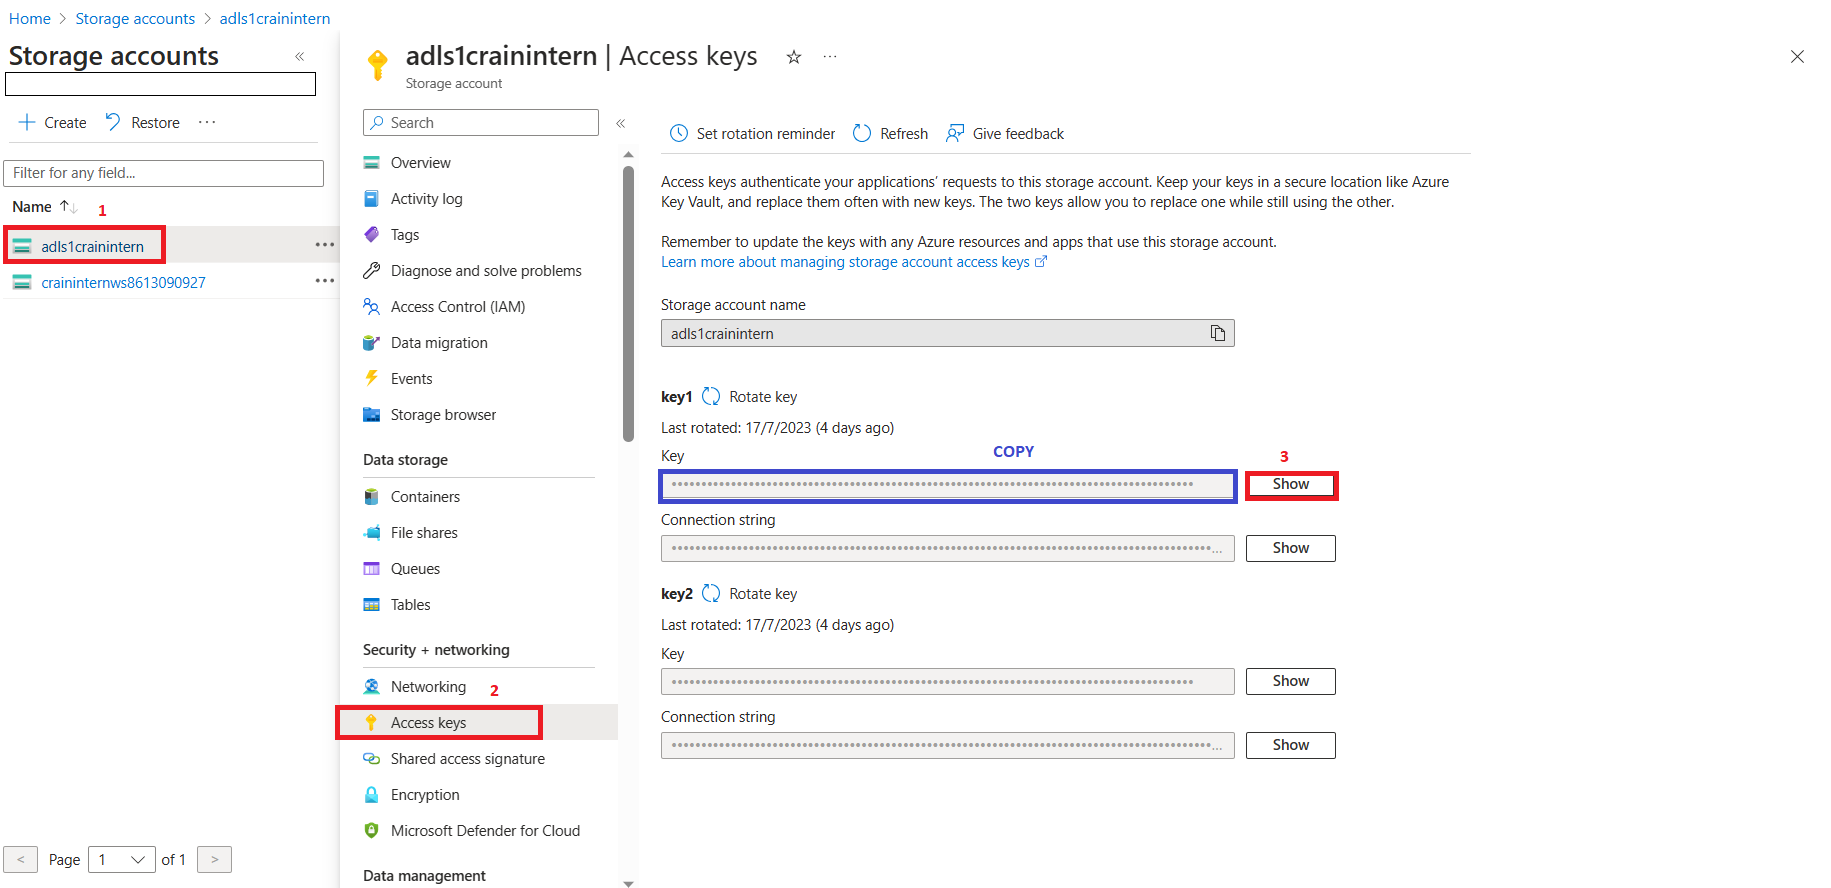 Home > Storage accounts > adls1crainintern
Storage accounts «
+ Create Restore ...
Filter for any field...
Name ↑↓ 1
adls1crainintern ...
craininternws8613090927 ...
< Page 1 of 1 >
adls1crainintern | Access keys ☆ ...
Storage account
Search «
Overview
Activity log
Tags
Diagnose and solve problems
Access Control (IAM)
Data migration
Events
Storage browser
Data storage
Containers
File shares
Queues
Tables
Security + networking
Networking 2
Access keys
Shared access signature
Encryption
Microsoft Defender for Cloud
Data management
Set rotation reminder Refresh Give feedback
Access keys authenticate your applications’ requests to this storage account. Keep your keys in a secure location like Azure
Key Vault, and replace them often with new keys. The two keys allow you to replace one while still using the other.
Remember to update the keys with any Azure resources and apps that use this storage account.
Learn more about managing storage account access keys
Storage account name
adls1crainintern
key1 Rotate key
Last rotated: 17/7/2023 (4 days ago)
Key COPY 3
Show
Connection string
Show
key2 Rotate key
Last rotated: 17/7/2023 (4 days ago)
Key
Show
Connection string
Show